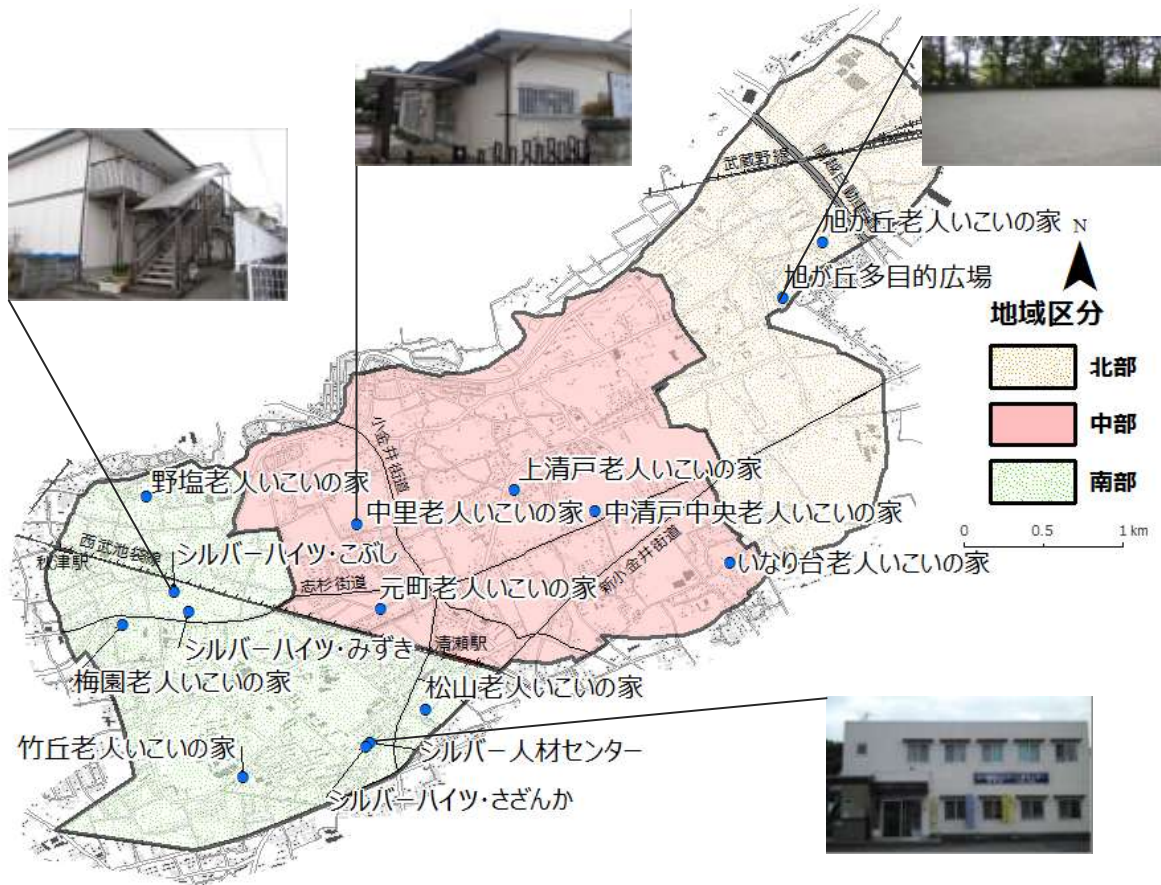 武蔵野線
関越自動車道
旭が丘老人いこいの家
N
旭が丘多目的広場
地域区分
北部
中部
南部
0 0.5 1 km
小金井街道
上清戸老人いこいの家
野塩老人いこいの家
中里老人いこいの家
中清戸中央老人いこいの家
西武池袋線
秋津駅
シルバーハイツ・こぶし
新小金井街道
いなり台老人いこいの家
志杉街道
元町老人いこいの家
シルバーハイツ・みずき
清瀬駅
梅園老人いこいの家
松山老人いこいの家
竹丘老人いこいの家
シルバー人材センター
シルバーハイツ・さざんか